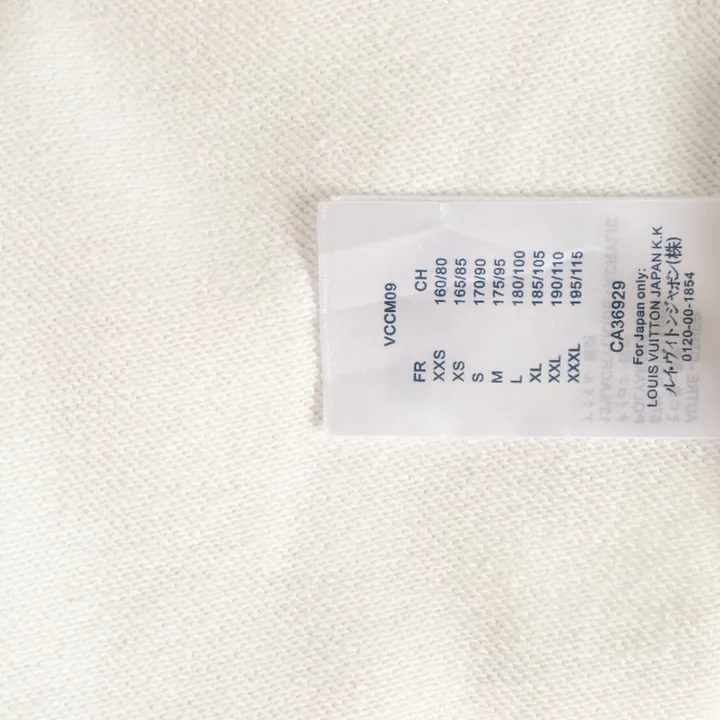 VCCM09
FR CH
XXS 160/80
XS 165/85
S 170/90
M 175/95
L 180/100
XL 185/105
XXL 190/110
XXXL 195/115
CA36929
For Japan only:
LOUIS VUITTON JAPAN K.K
ルイ・ヴィトンジャパン(株)
0120-00-1854